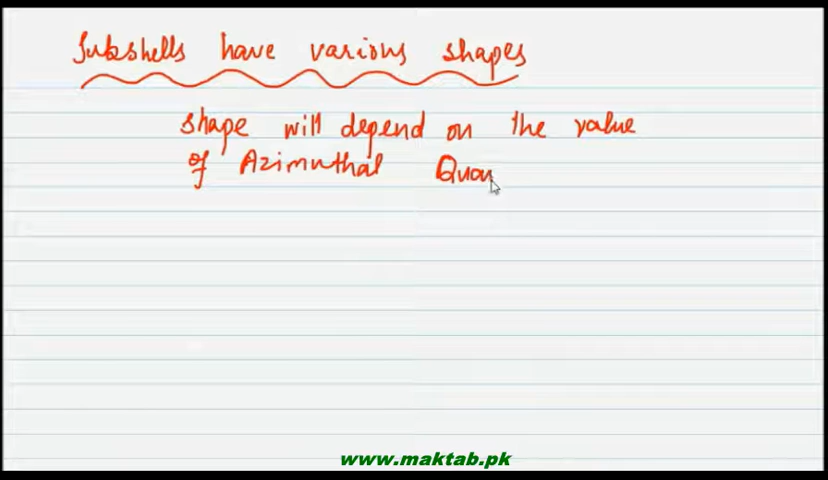 Subshells have various shapes
shape will depend on the value
of Azimuthal Quan
www.maktab.pk